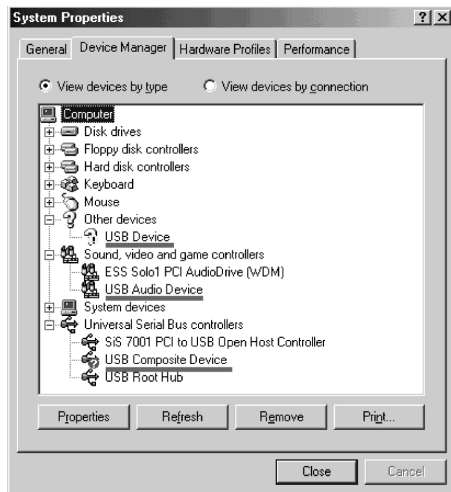 System Properties
General Device Manager Hardware Profiles Performance
View devices by type View devices by connection
Computer
Disk drives
Floppy disk controllers
Hard disk controllers
Keyboard
Mouse
Other devices
USB Device
Sound, video and game controllers
ESS Solo1 PCI AudioDrive (WDM)
USB Audio Device
System devices
Universal Serial Bus controllers
SiS 7001 PCI to USB Open Host Controller
USB Composite Device
USB Root Hub
Properties Refresh Remove Print...
Close Cancel